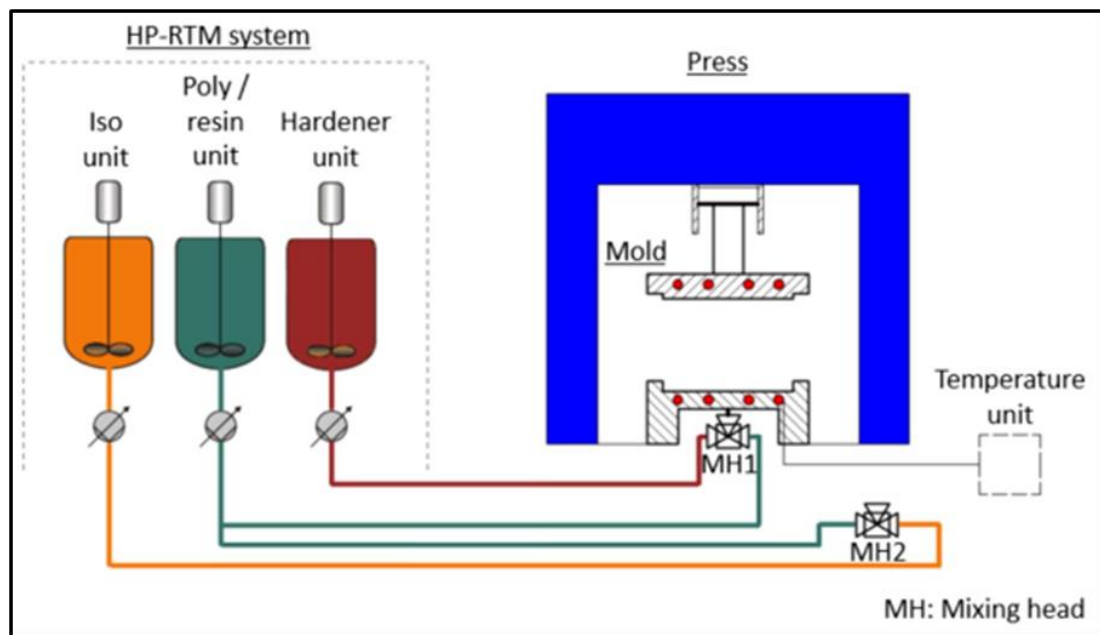 HP-RTM system
Iso
unit
Poly /
resin
unit
Hardener
unit
Press
Mold
Temperature
unit
MH1
MH2
MH: Mixing head